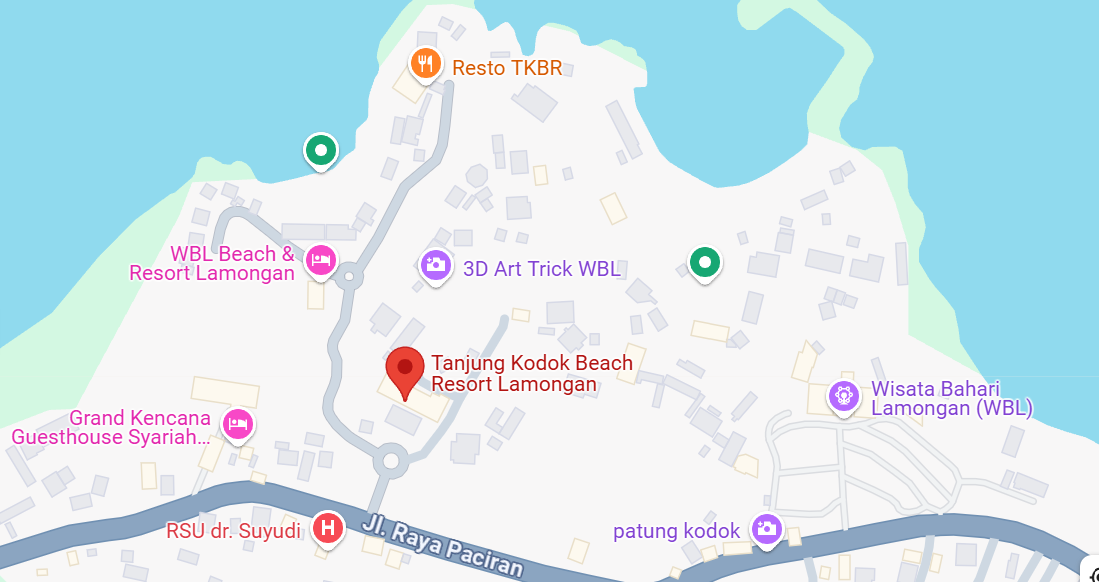 Resto TKBR
WBL Beach &
Resort Lamongan
3D Art Trick WBL
Tanjung Kodok Beach
Resort Lamongan
Wisata Bahari
Lamongan (WBL)
Grand Kencana
Guesthouse Syariah...
RSU dr. Suyudi
H
Jl. Raya Paciran
patung kodok